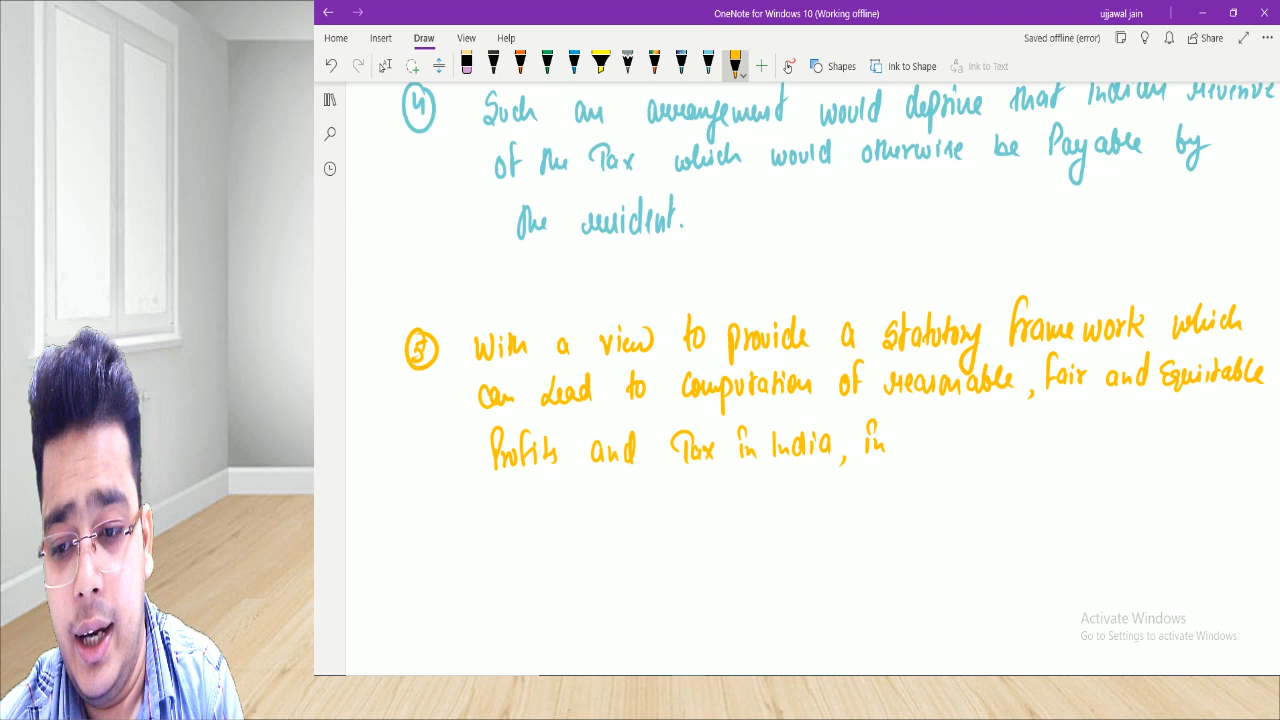 OneNote for Windows 10 (Working offline)
ujjawal jain
Home Insert Draw View Help
Saved offline (error)
Share
Shapes
Ink to Shape
Ink to Text
4 Such an arrangement would deprive that Indian revenue
of the Tax which would otherwise be Payable by
the resident.
5 With a view to provide a statutory framework which
can Lead to computation of reasonable, fair and Equitable
Profits and Tax in India, in
Activate Windows
Go to Settings to activate Windows.